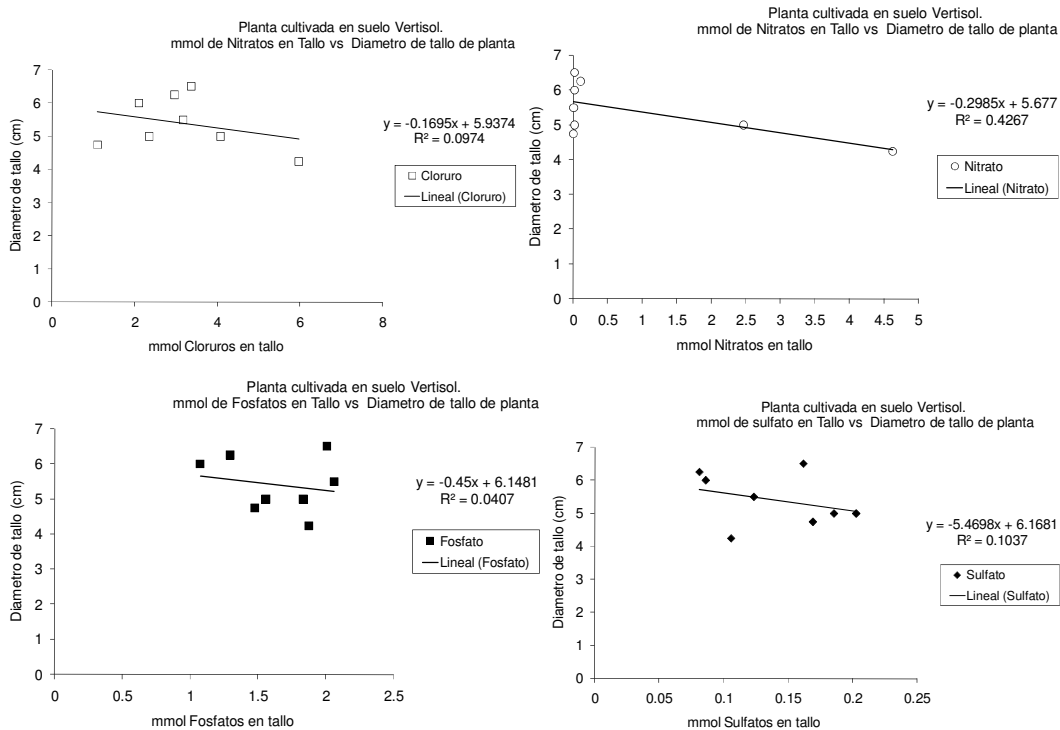 Planta cultivada en suelo Vertisol.
mmol de Nitratos en Tallo vs  Diametro de tallo de planta
7
6
5
4
3
2
1
0
Diametro de tallo (cm)
0
2
4
6
8
mmol Cloruros en tallo
y = -0.1695x + 5.9374
R² = 0.0974
Cloruro
Lineal (Cloruro)
Planta cultivada en suelo Vertisol.
mmol de Nitratos en Tallo vs  Diametro de tallo de planta
7
6
5
4
3
2
1
0
Diametro de tallo (cm)
0
0.5
1
1.5
2
2.5
3
3.5
4
4.5
5
mmol Nitratos en tallo
y = -0.2985x + 5.677
R² = 0.4267
Nitrato
Lineal (Nitrato)
Planta cultivada en suelo Vertisol.
mmol de Fosfatos en Tallo vs  Diametro de tallo de planta
7
6
5
4
3
2
1
0
Diametro de tallo (cm)
0
0.5
1
1.5
2
2.5
mmol Fosfatos en tallo
y = -0.45x + 6.1481
R² = 0.0407
Fosfato
Lineal (Fosfato)
Planta cultivada en suelo Vertisol.
mmol de sulfato en Tallo vs  Diametro de tallo de planta
7
6
5
4
3
2
1
0
Diametro de tallo (cm)
0
0.05
0.1
0.15
0.2
0.25
mmol Sulfatos en tallo
y = -5.4698x + 6.1681
R² = 0.1037
Sulfato
Lineal (Sulfato)